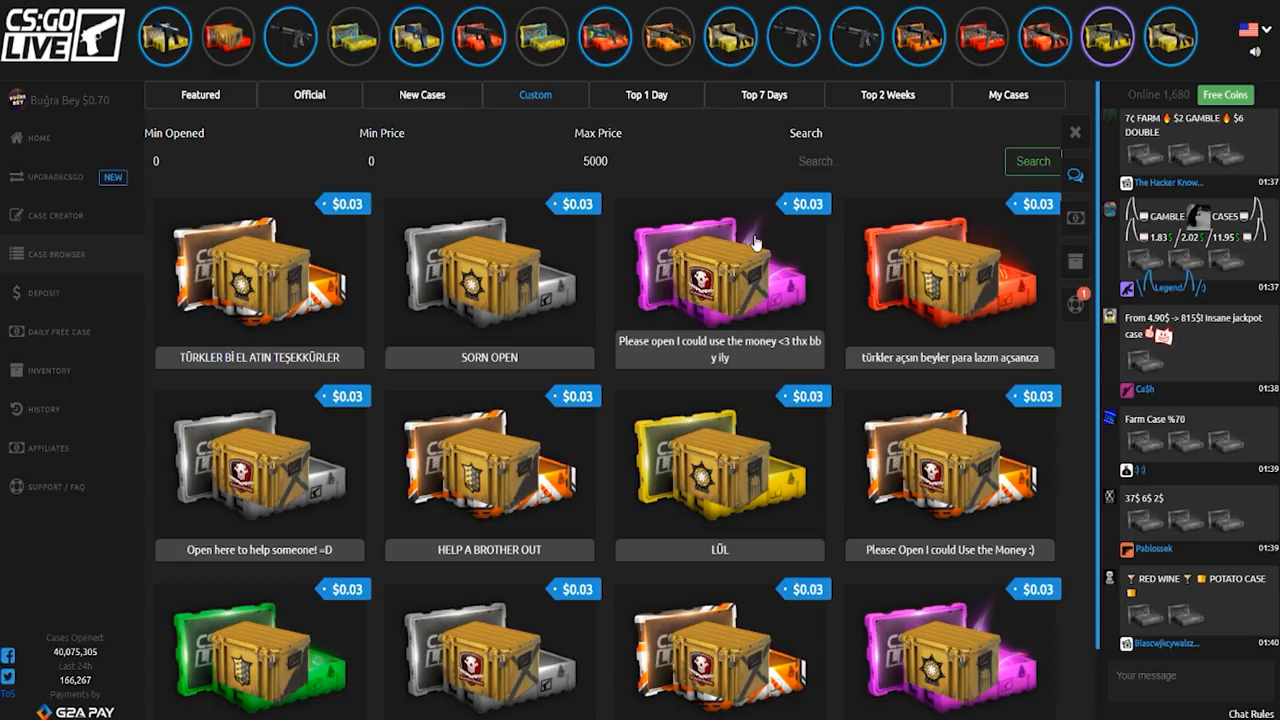 CS:GO
LIVE
Buğra Bey $0.70
HOME
UPGRADECSGO NEW
CASE CREATOR
CASE BROWSER
DEPOSIT
DAILY FREE CASE
INVENTORY
HISTORY
AFFILIATES
SUPPORT / FAQ
Cases Opened:
40,075,305
Last 24h
166,267
Payments by
G2A PAY
ToS
Featured
Official
New Cases
Custom
Top 1 Day
Top 7 Days
Top 2 Weeks
My Cases
Min Opened
Min Price
Max Price
Search
0
0
5000
Search...
Search
$0.03
$0.03
$0.03
$0.03
TÜRKLER Bİ EL ATIN TEŞEKKÜRLER
SORN OPEN
Please open I could use the money <3 thx bb
y ily
türkler açsın beyler para lazım açsanıza
$0.03
$0.03
$0.03
$0.03
Open here to help someone! =D
HELP A BROTHER OUT
LÜL
Please Open I could Use the Money :)
$0.03
$0.03
$0.03
$0.03
1
Online 1,680
Free Coins
7¢ FARM 🔥 $2 GAMBLE 🔥 $6
DOUBLE
The Hacker Know... 01:37
GAMBLE CASES
1.83$ / 2.02$ / 11.95$
Legend 01:37
From 4.90$ -> 815$! Insane jackpot
case
Ca$h 01:38
Farm Case %70
:):) 01:39
37$ 6$ 2$
Pablossek 01:39
RED WINE POTATO CASE
Blascwjkcywalsz... 01:40
Your message
Chat Rules